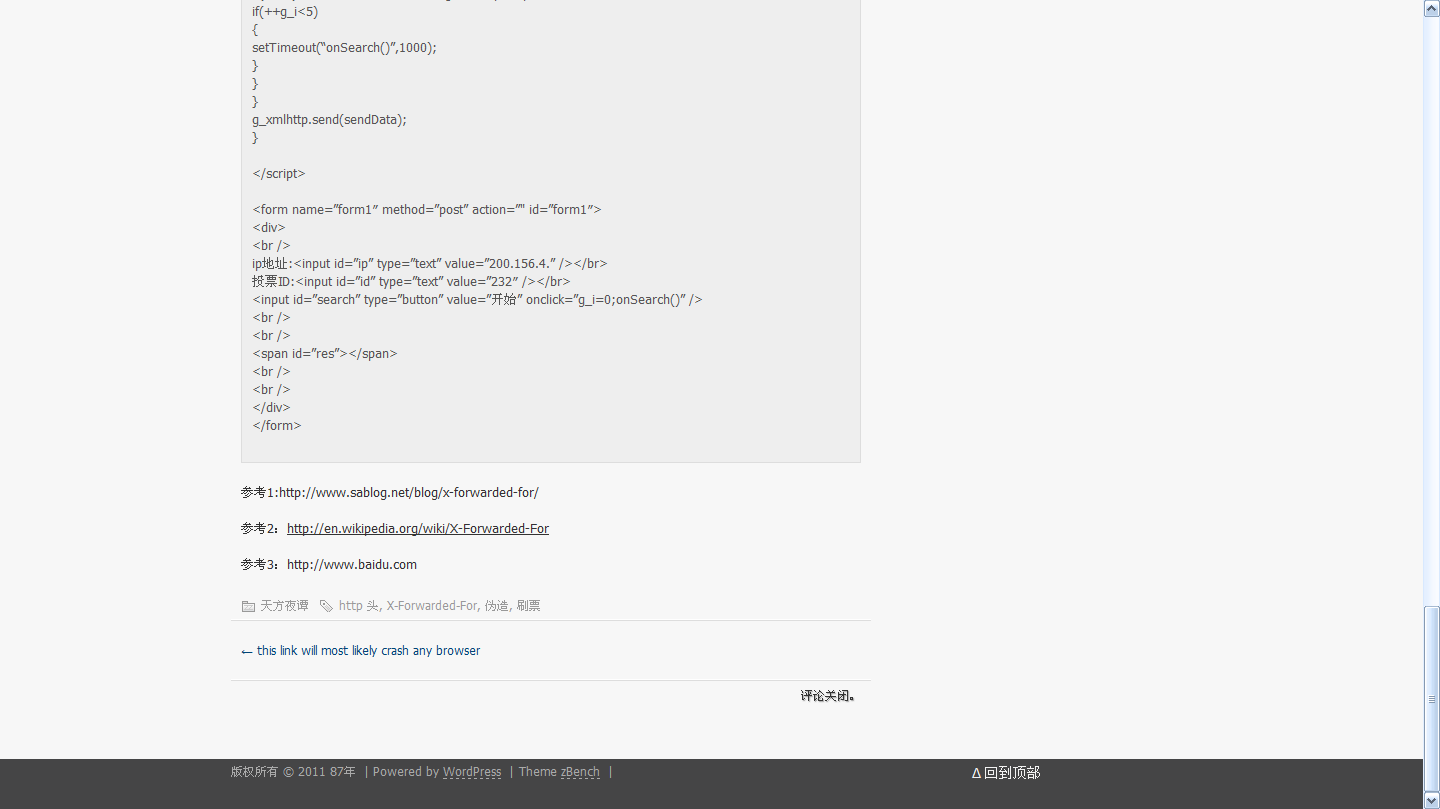 if(++g_i<5)
{
setTimeout(“onSearch()”,1000);
}
}
}
g_xmlhttp.send(sendData);
}
</script>
<form name=”form1″ method=”post” action=”" id=”form1″>
<div>
<br />
ip地址:<input id=”ip” type=”text” value=”200.156.4.” /></br>
投票ID:<input id=”id” type=”text” value=”232″ /></br>
<input id=”search” type=”button” value=”开始” onclick=”g_i=0;onSearch()” />
<br />
<br />
<span id=”res”></span>
<br />
<br />
</div>
</form>
参考1:http://www.sablog.net/blog/x-forwarded-for/
参考2：http://en.wikipedia.org/wiki/X-Forwarded-For
参考3：http://www.baidu.com
天方夜谭 http 头, X-Forwarded-For, 伪造, 刷票
← this link will most likely crash any browser
评论关闭。
版权所有 © 2011 87年 | Powered by WordPress | Theme zBench |
Δ 回到顶部